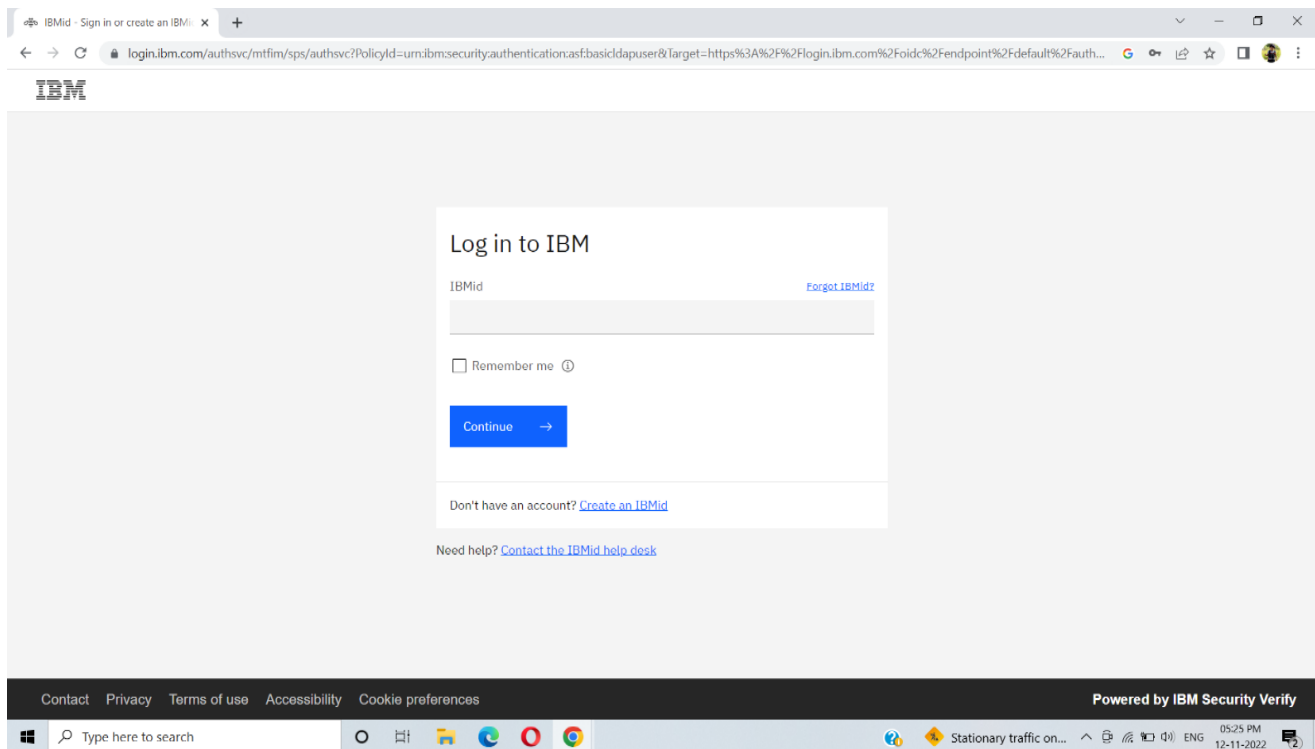 IBMid - Sign in or create an IBMi
login.ibm.com/authsvc/mtfim/sps/authsvc?PolicyId=urn:ibm:security:authentication:asf:basicldapuser&Target=https%3A%2F%2Flogin.ibm.com%2Foidc%2Fendpoint%2Fdefault%2Fauth...
IBM
Log in to IBM
IBMid Forgot IBMid?
Remember me
Continue →
Don't have an account? Create an IBMid
Need help? Contact the IBMid help desk
Contact Privacy Terms of use Accessibility Cookie preferences Powered by IBM Security Verify
Type here to search Stationary traffic on... ENG 05:25 PM
12-11-2022